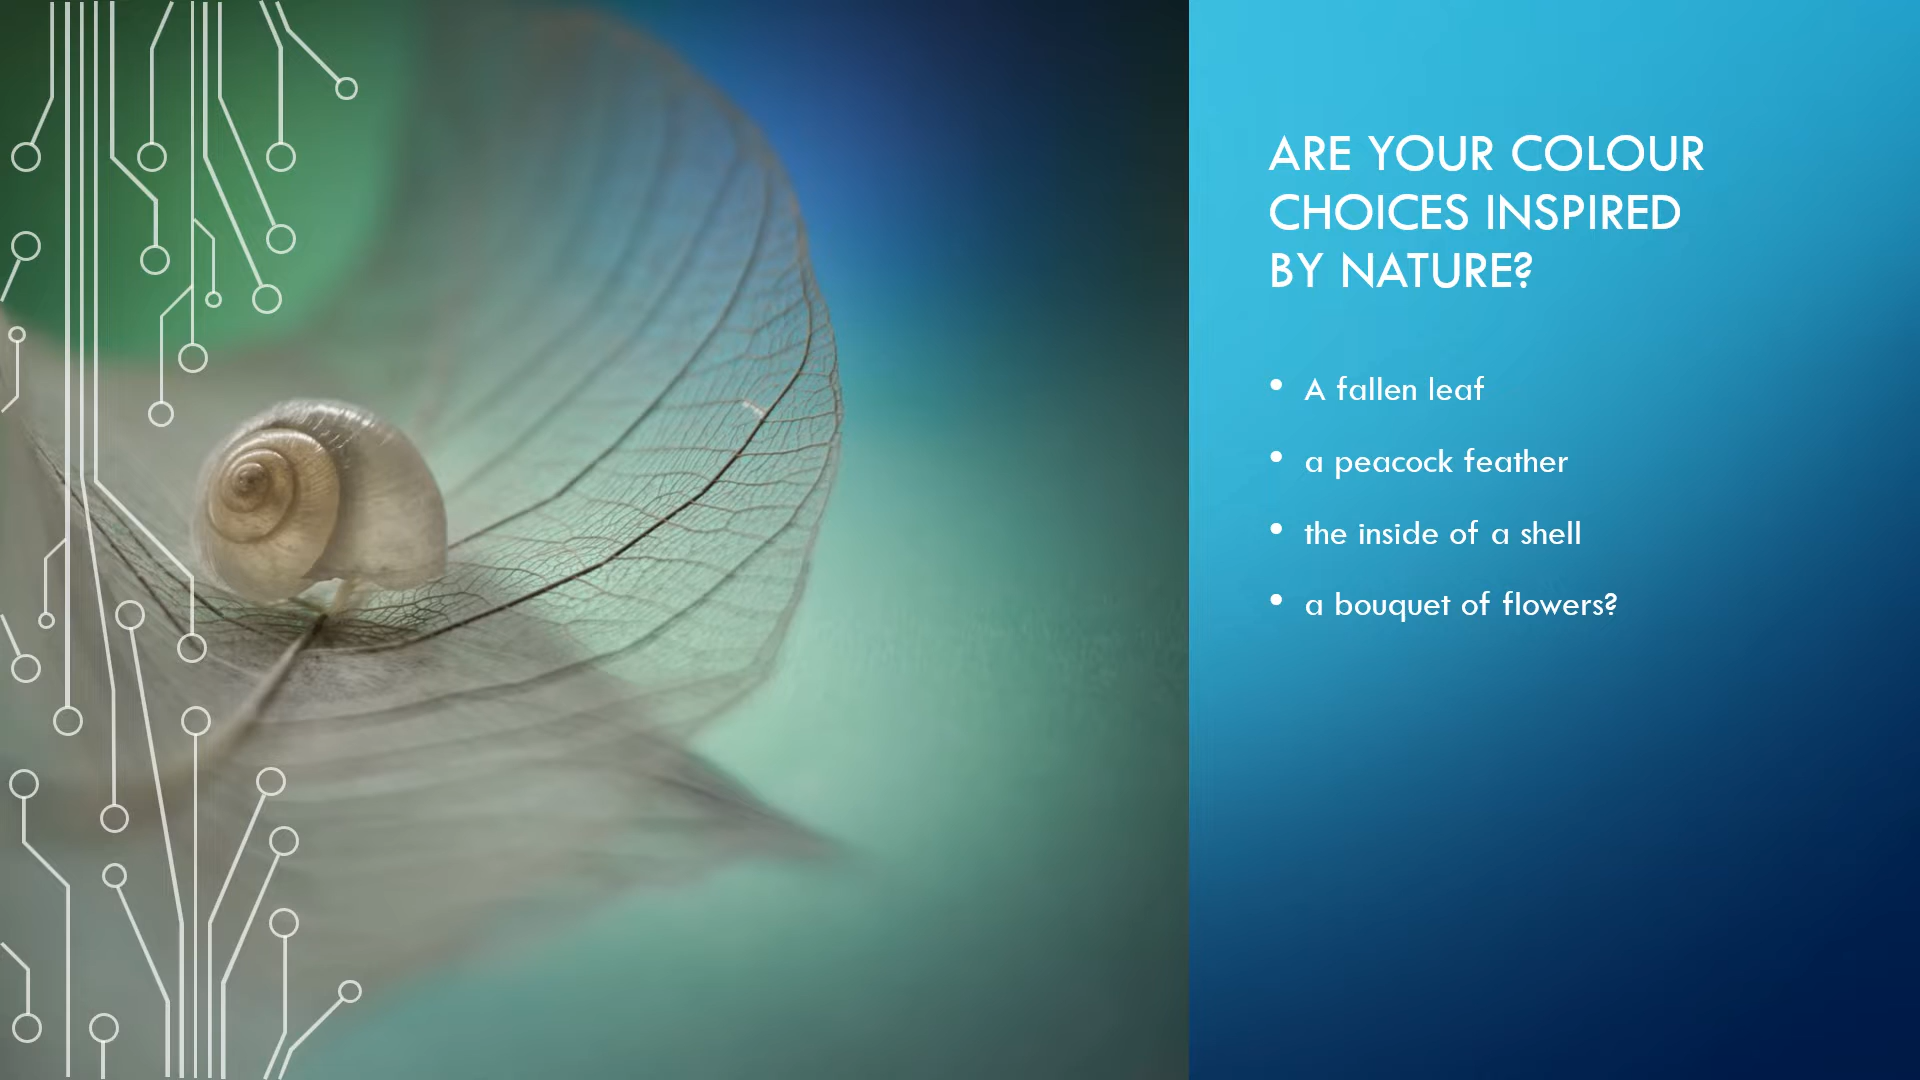 ARE YOUR COLOUR
CHOICES INSPIRED
BY NATURE?
• A fallen leaf
• a peacock feather
• the inside of a shell
• a bouquet of flowers?